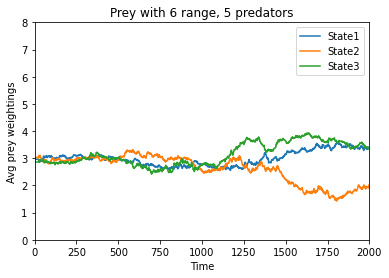 Prey with 6 range, 5 predators
State1
State2
State3
Avg prey weightings
8
7
6
5
4
3
2
1
0
0 250 500 750 1000 1250 1500 1750 2000
Time